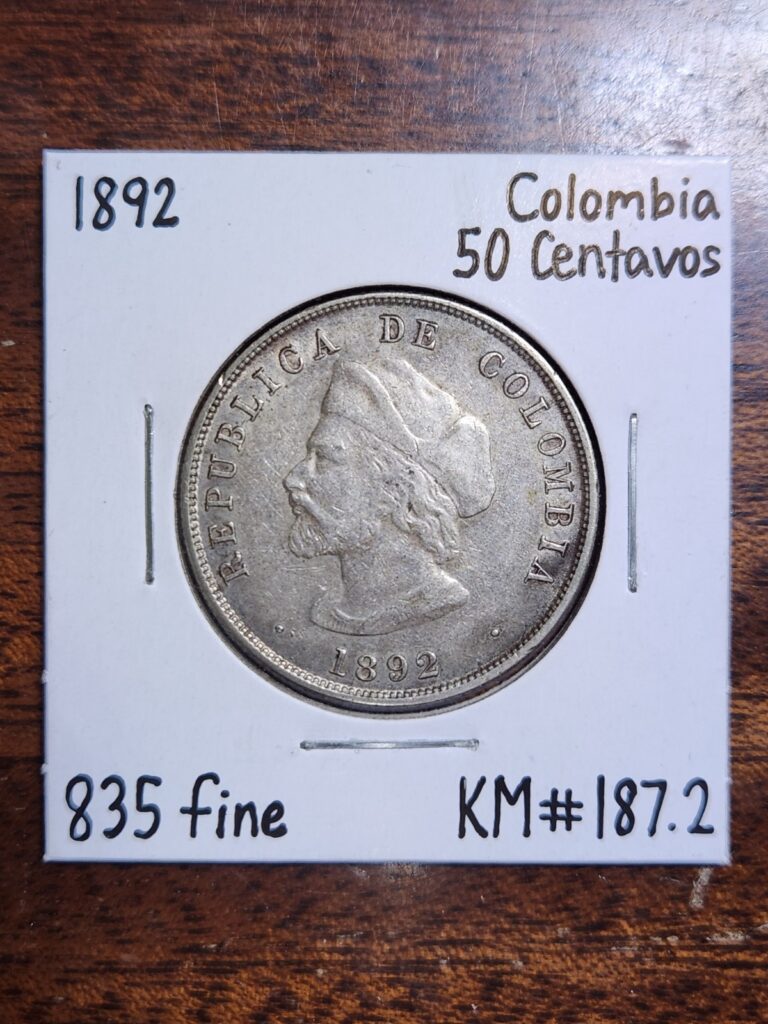 1892
Colombia
50 Centavos
REPUBLICA DE COLOMBIA
1892
835 fine
KM#187.2